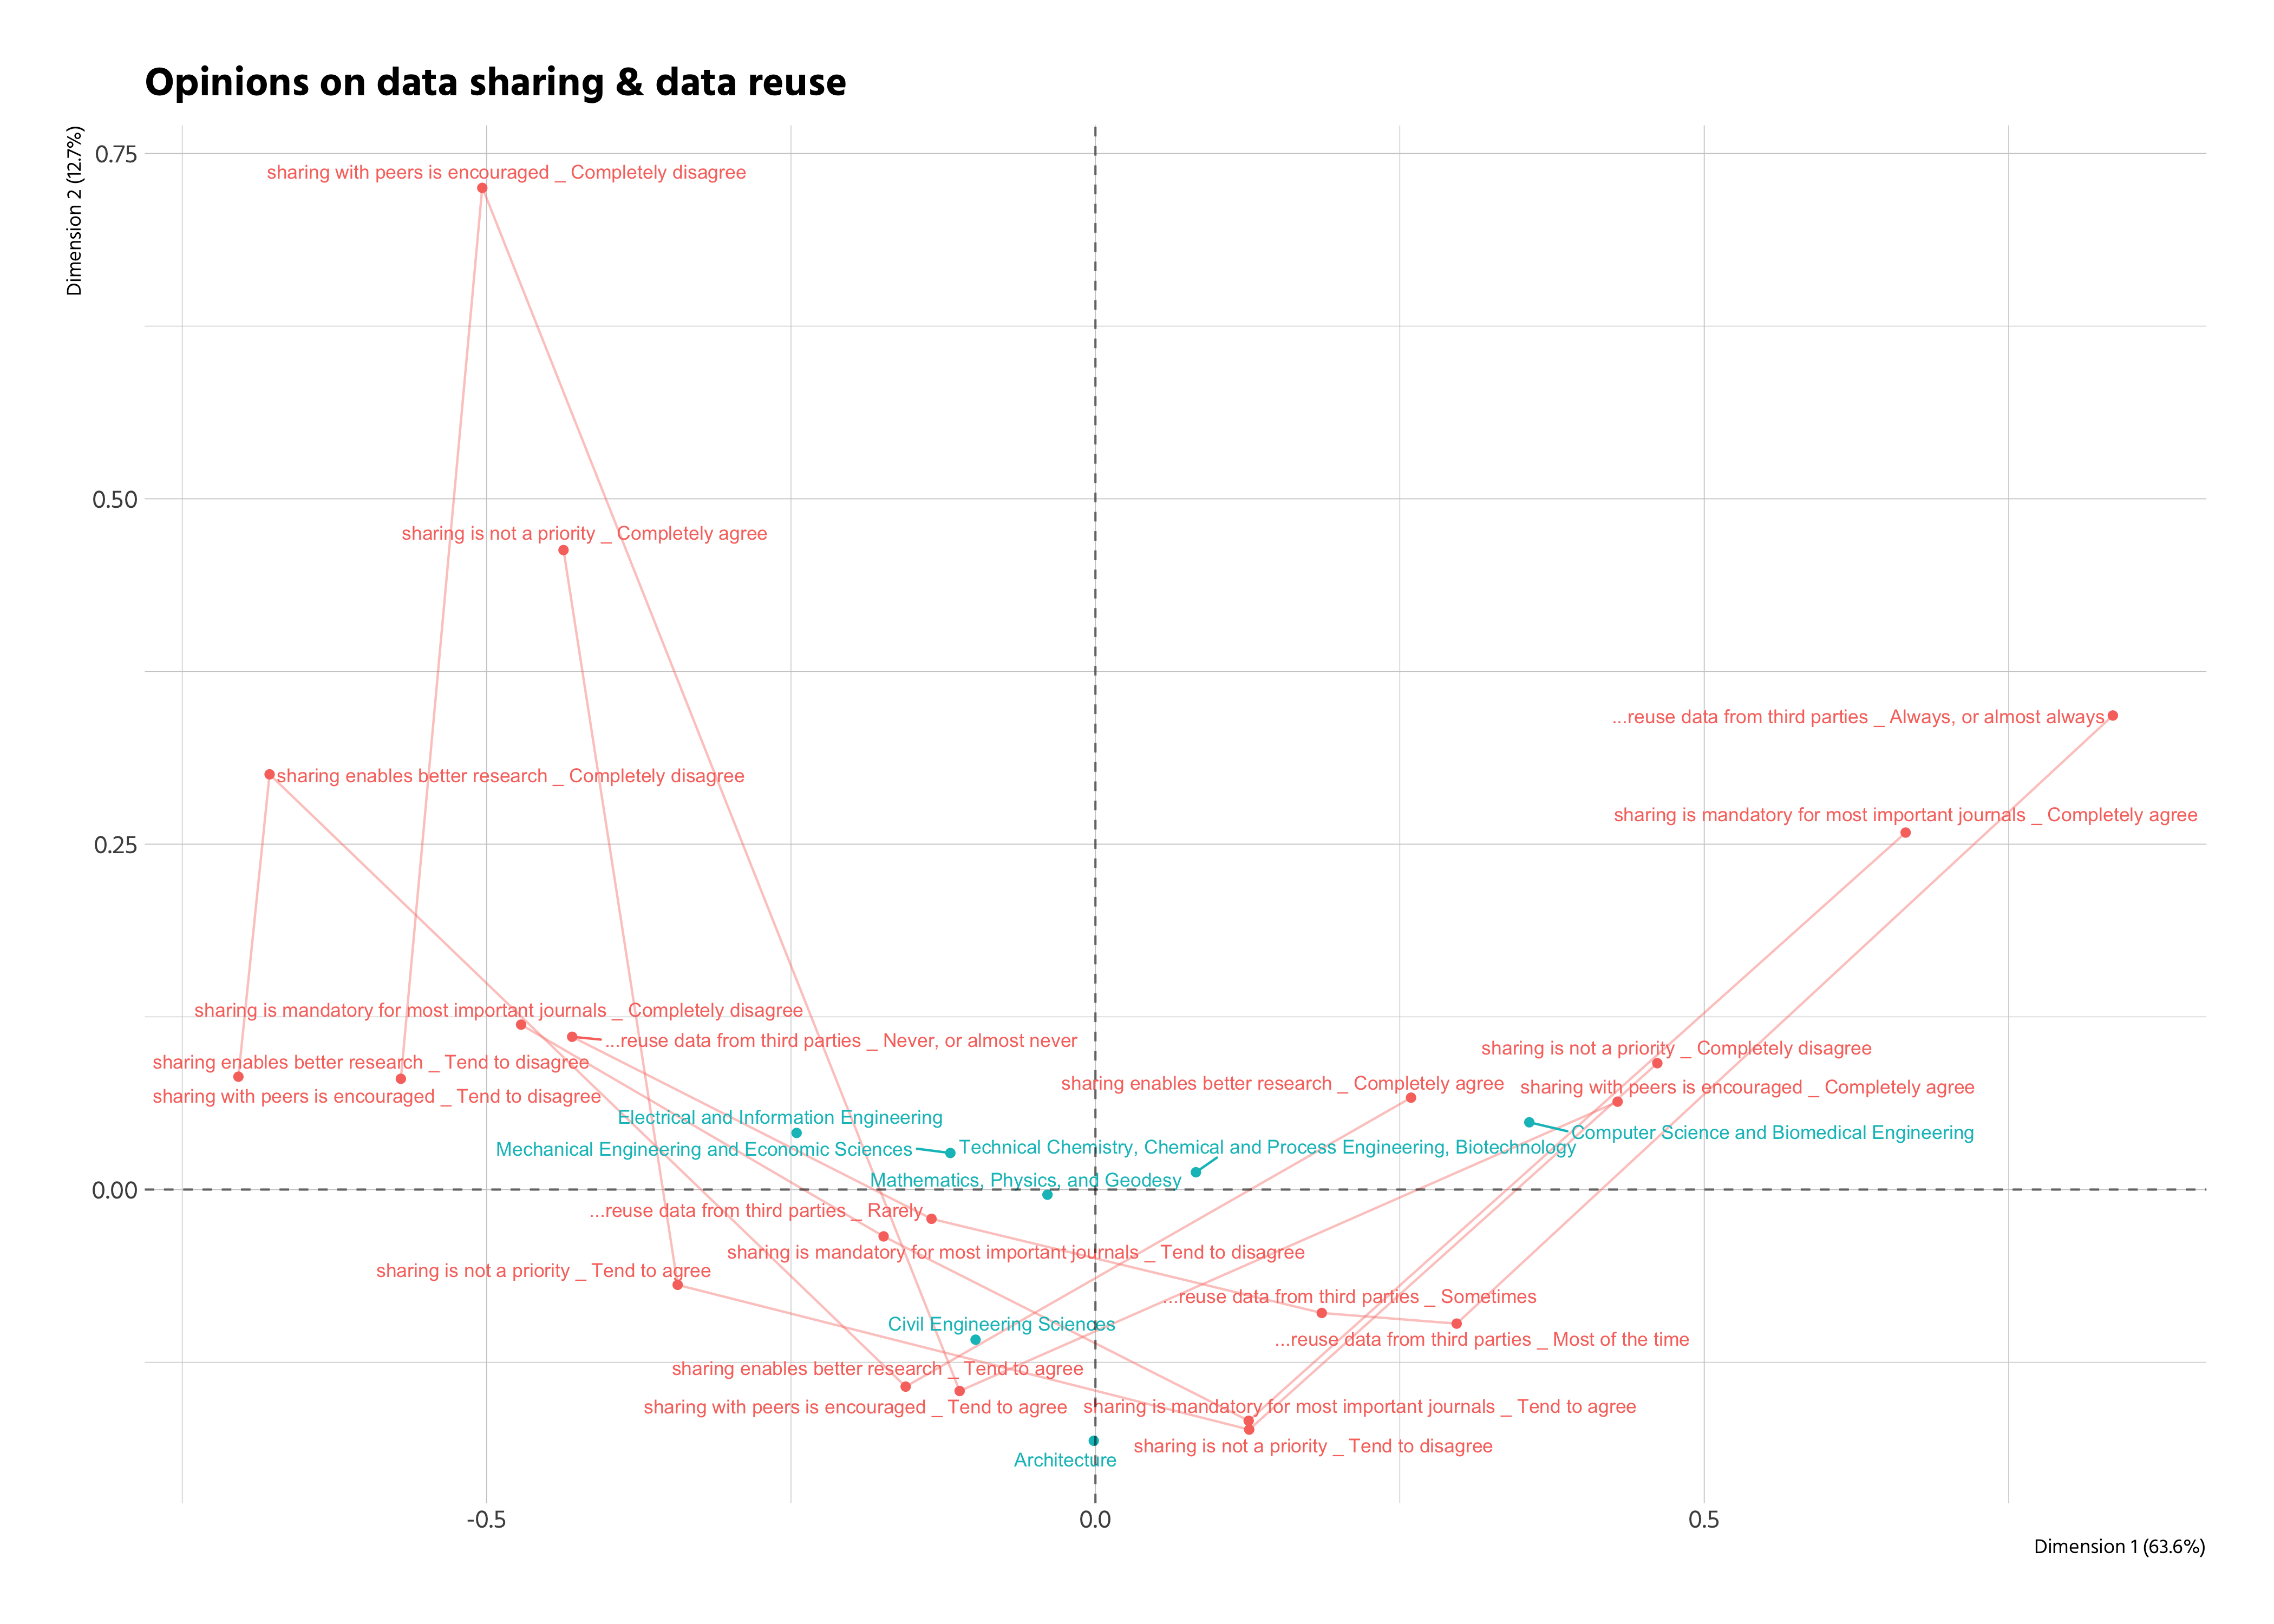 Opinions on data sharing & data reuse
Dimension 2 (12.7%)
0.75
sharing with peers is encouraged _ Completely disagree
0.50
sharing is not a priority _ Completely agree
...reuse data from third parties _ Always, or almost always
sharing enables better research _ Completely disagree
sharing is mandatory for most important journals _ Completely agree
0.25
sharing is mandatory for most important journals _ Completely disagree
...reuse data from third parties _ Never, or almost never
sharing is not a priority _ Completely disagree
sharing enables better research _ Tend to disagree
sharing enables better research _ Completely agree
sharing with peers is encouraged _ Completely agree
sharing with peers is encouraged _ Tend to disagree
Electrical and Information Engineering
Computer Science and Biomedical Engineering
Mechanical Engineering and Economic Sciences
Technical Chemistry, Chemical and Process Engineering, Biotechnology
Mathematics, Physics, and Geodesy
0.00
...reuse data from third parties _ Rarely
sharing is mandatory for most important journals _ Tend to disagree
sharing is not a priority _ Tend to agree
...reuse data from third parties _ Sometimes
Civil Engineering Sciences
...reuse data from third parties _ Most of the time
sharing enables better research _ Tend to agree
sharing with peers is encouraged _ Tend to agree
sharing is mandatory for most important journals _ Tend to agree
sharing is not a priority _ Tend to disagree
Architecture
-0.5
0.0
0.5
Dimension 1 (63.6%)